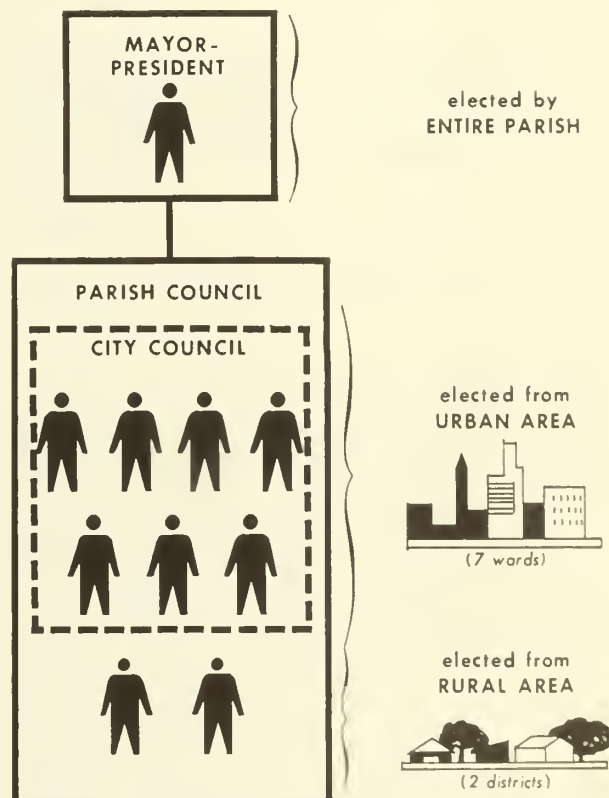 MAYOR-
PRESIDENT
elected by
ENTIRE PARISH
PARISH COUNCIL
CITY COUNCIL
elected from
URBAN AREA
(7 wards)
elected from
RURAL AREA
(2 districts)